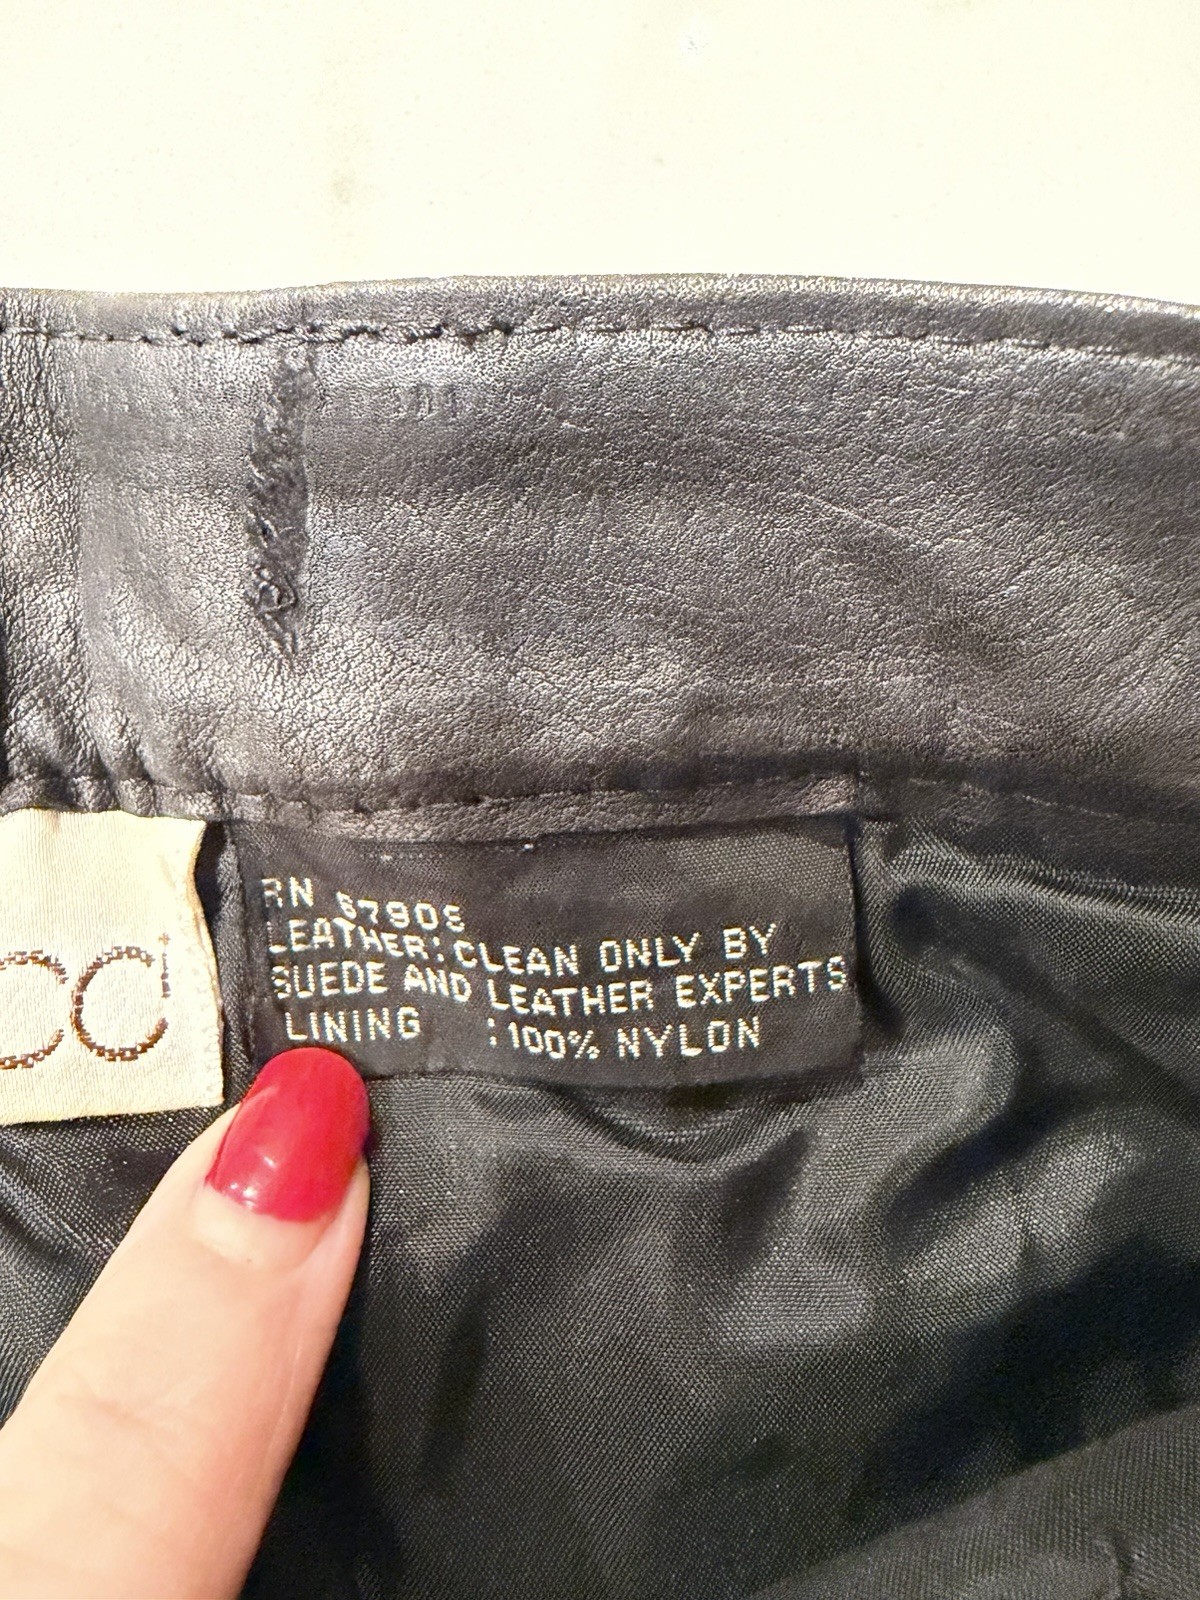 RN 67908
LEATHER: CLEAN ONLY BY
SUEDE AND LEATHER EXPERTS
LINING :100% NYLON